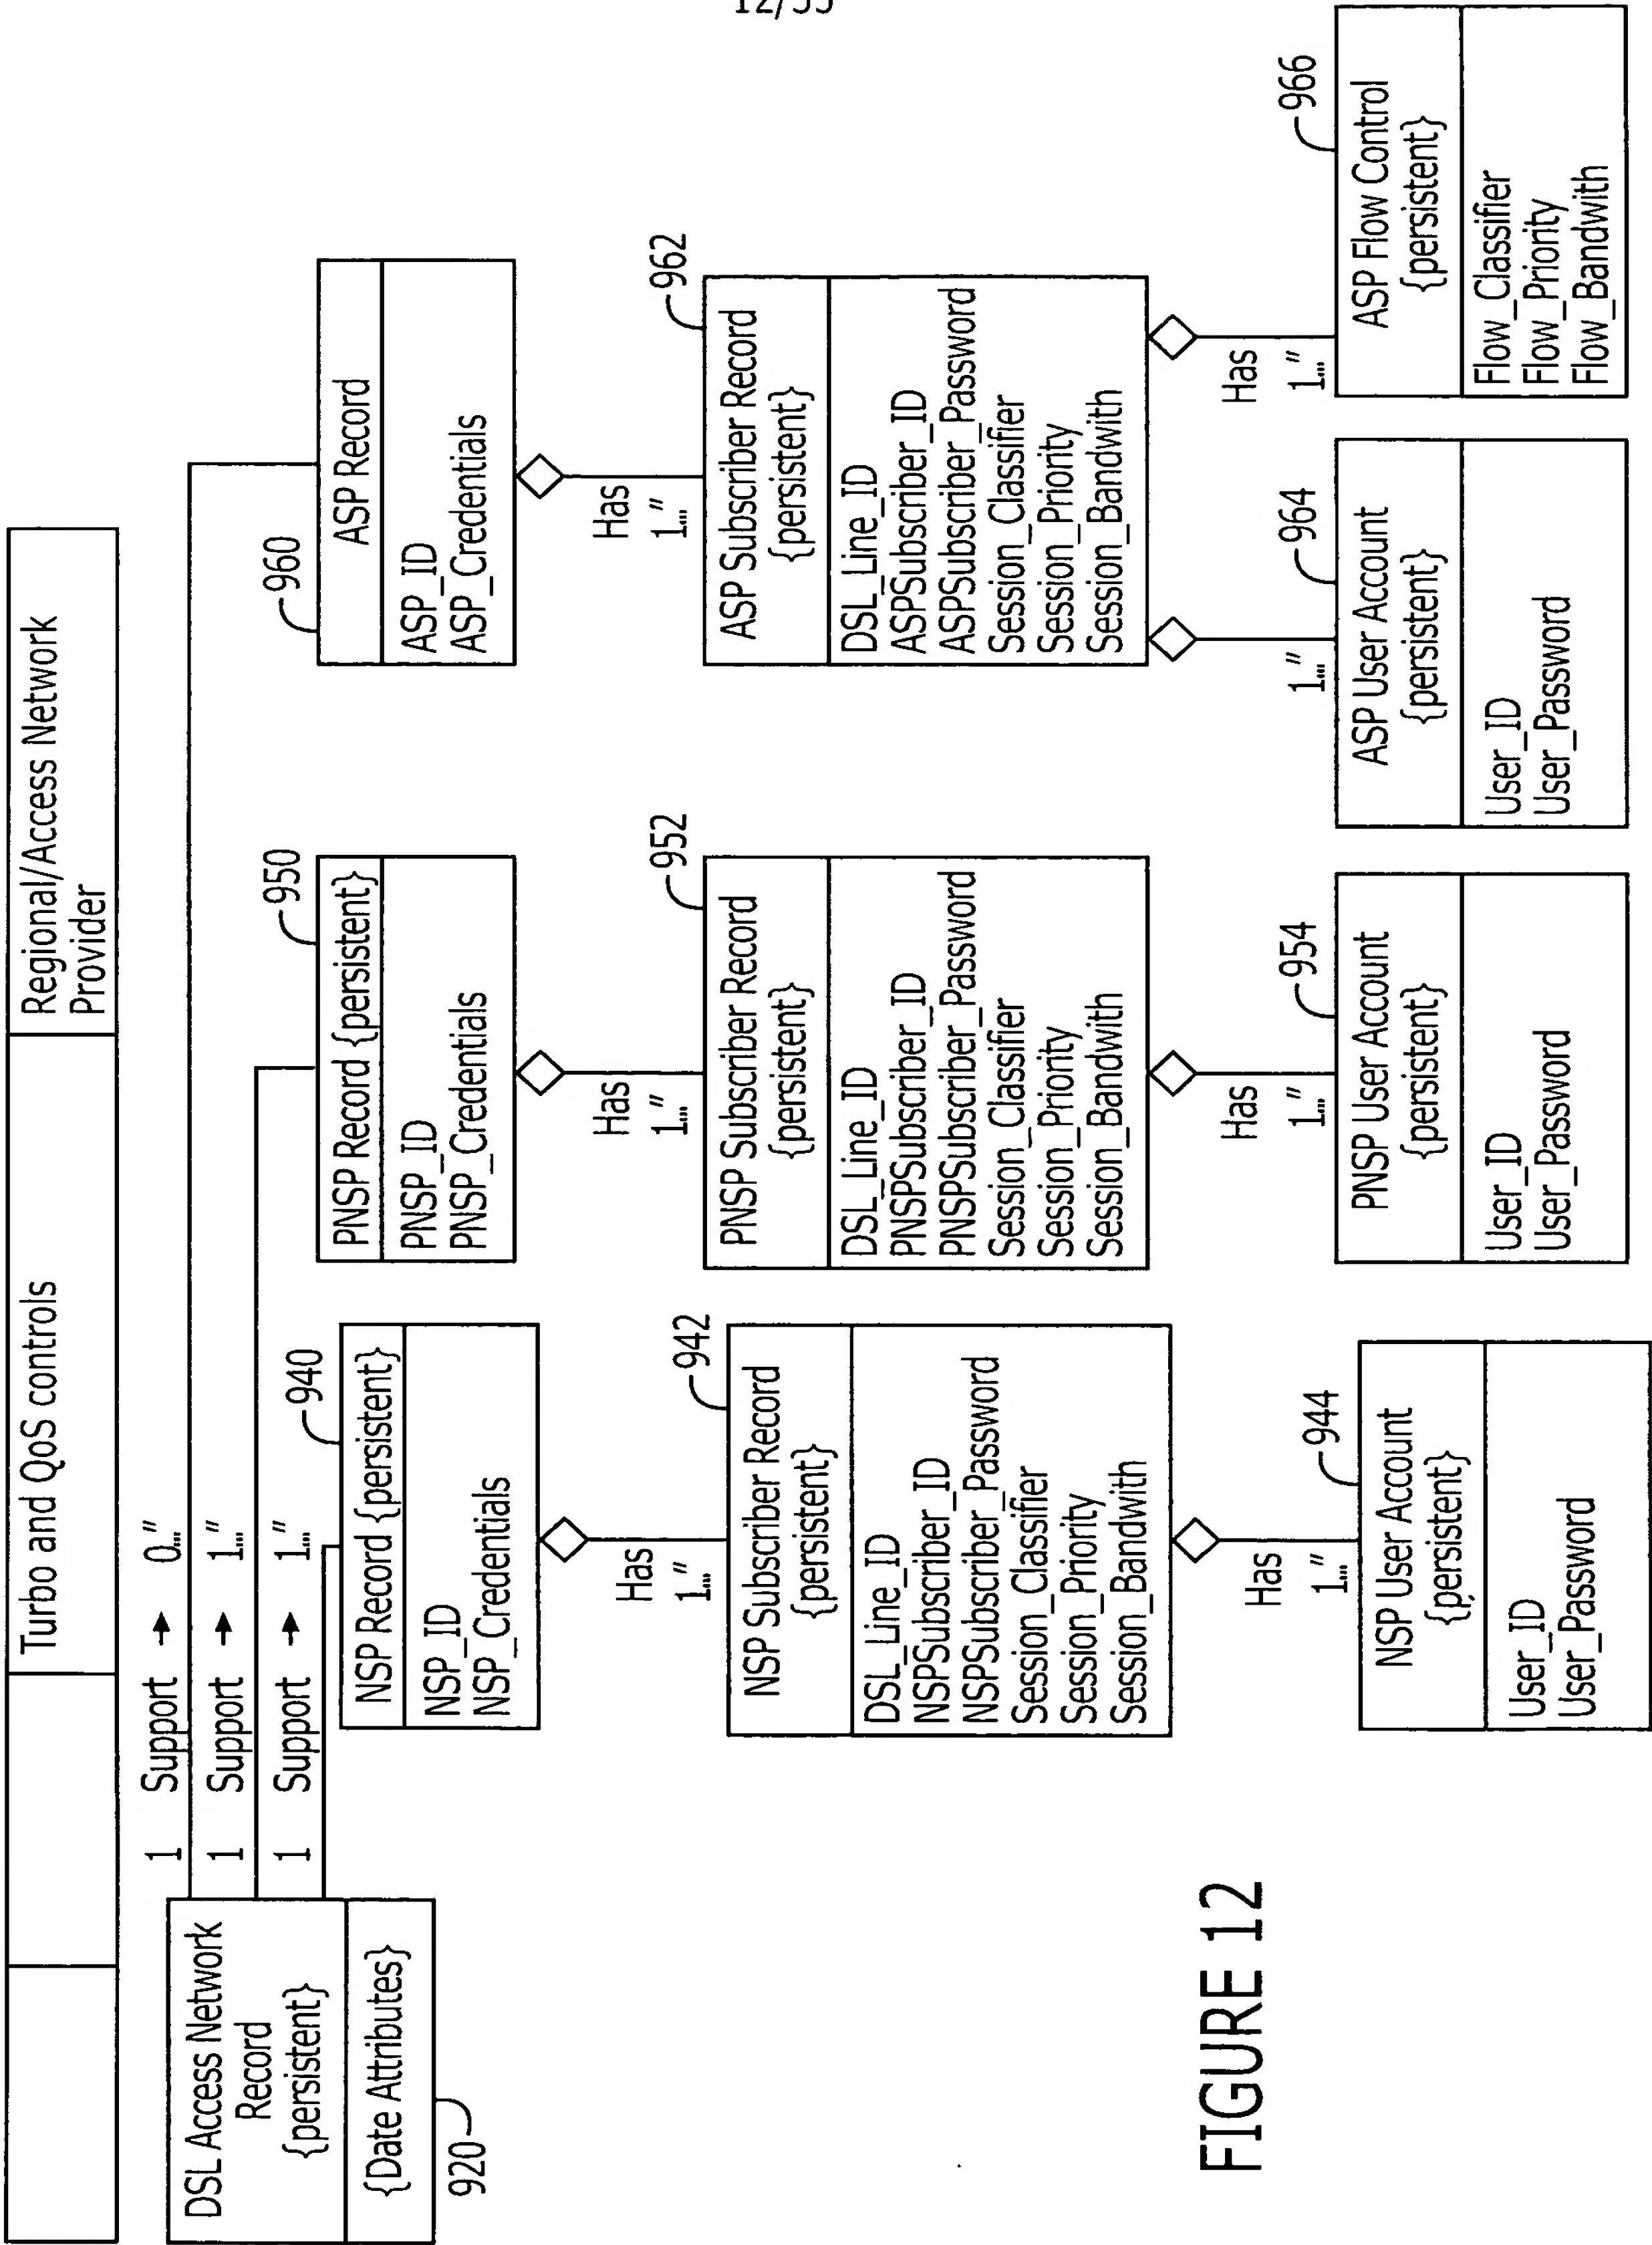 12/55
Turbo and QoS controls
Regional/Access Network
Provider
DSL Access Network
Record
{persistent}
{Date Attributes}
920
1 Support → 0..."
1 Support → 1..."
1 Support → 1..."
940
NSP Record {persistent}
NSP_ID
NSP_Credentials
Has
1..."
942
NSP Subscriber Record
{persistent}
DSL_Line_ID
NSPSubscriber_ID
NSPSubscriber_Password
Session_Classifier
Session_Priority
Session_Bandwith
Has
1..."
944
NSP User Account
{persistent}
User_ID
User_Password
950
PNSP Record {persistent}
PNSP_ID
PNSP_Credentials
Has
1..."
952
PNSP Subscriber Record
{persistent}
DSL_Line_ID
PNSPSubscriber_ID
PNSPSubscriber_Password
Session_Classifier
Session_Priority
Session_Bandwith
Has
1..."
954
PNSP User Account
{persistent}
User_ID
User_Password
960
ASP Record
ASP_ID
ASP_Credentials
Has
1..."
962
ASP Subscriber Record
{persistent}
DSL_Line_ID
ASPSubscriber_ID
ASPSubscriber_Password
Session_Classifier
Session_Priority
Session_Bandwith
1..."
964
ASP User Account
{persistent}
User_ID
User_Password
Has
1..."
966
ASP Flow Control
{persistent}
Flow_Classifier
Flow_Priority
Flow_Bandwith
FIGURE 12